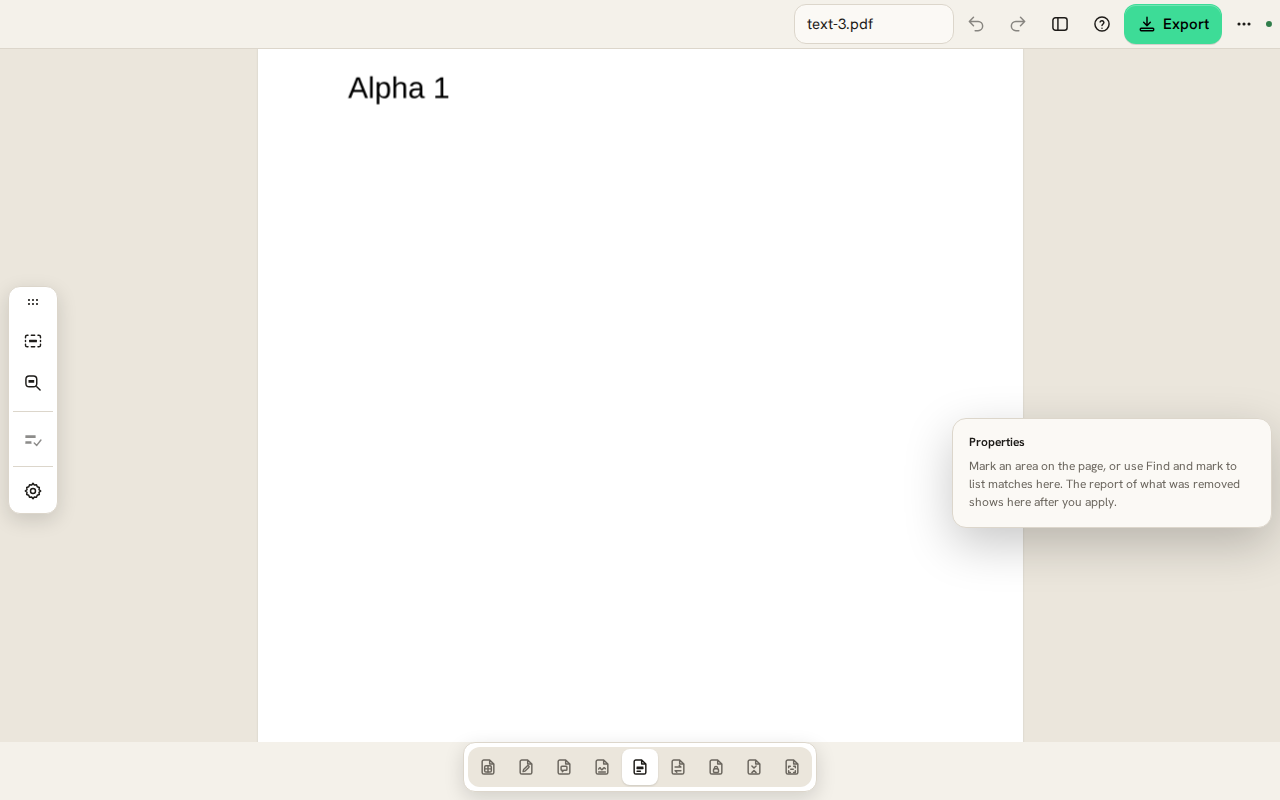 text-3.pdf
Export
Alpha 1
Properties
Mark an area on the page, or use Find and mark to
list matches here. The report of what was removed
shows here after you apply.